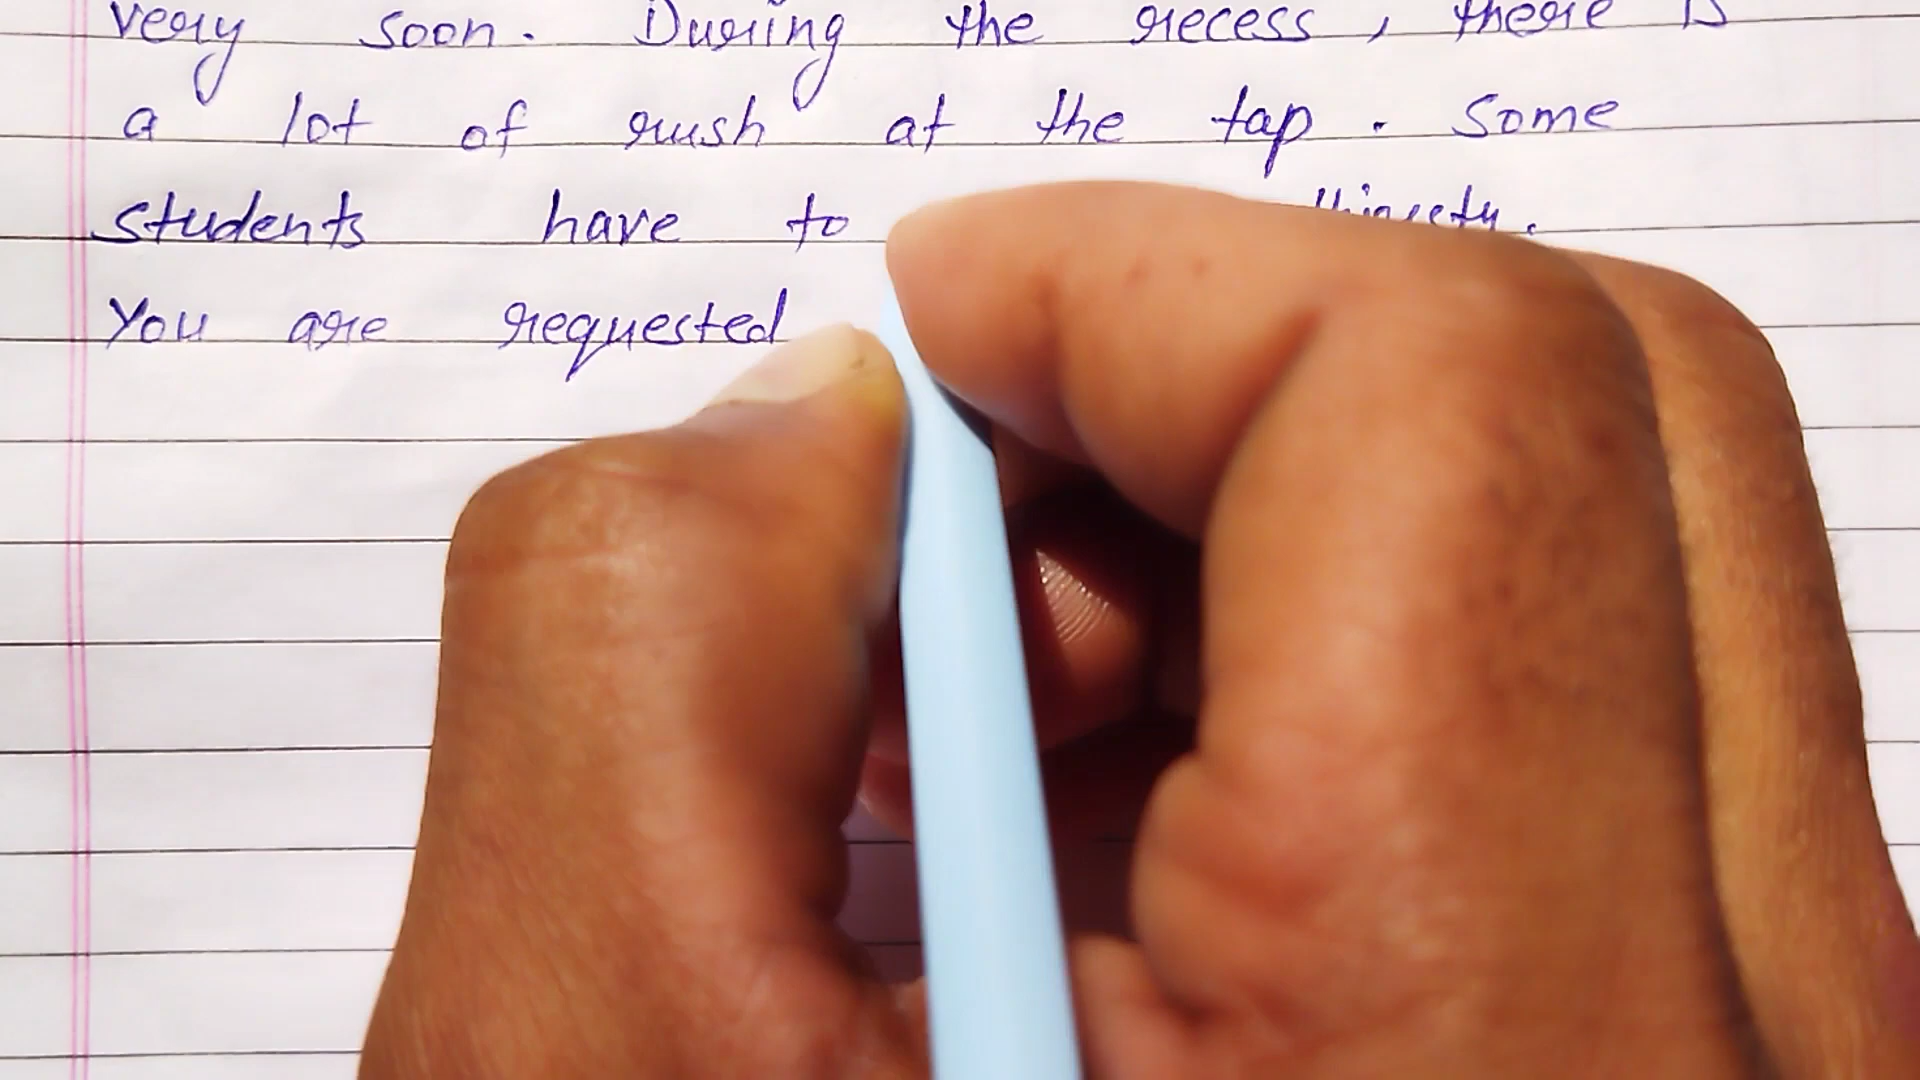 very soon. During the recess, there is
a lot of rush at the tap. Some
students have to thirsty.
You are requested